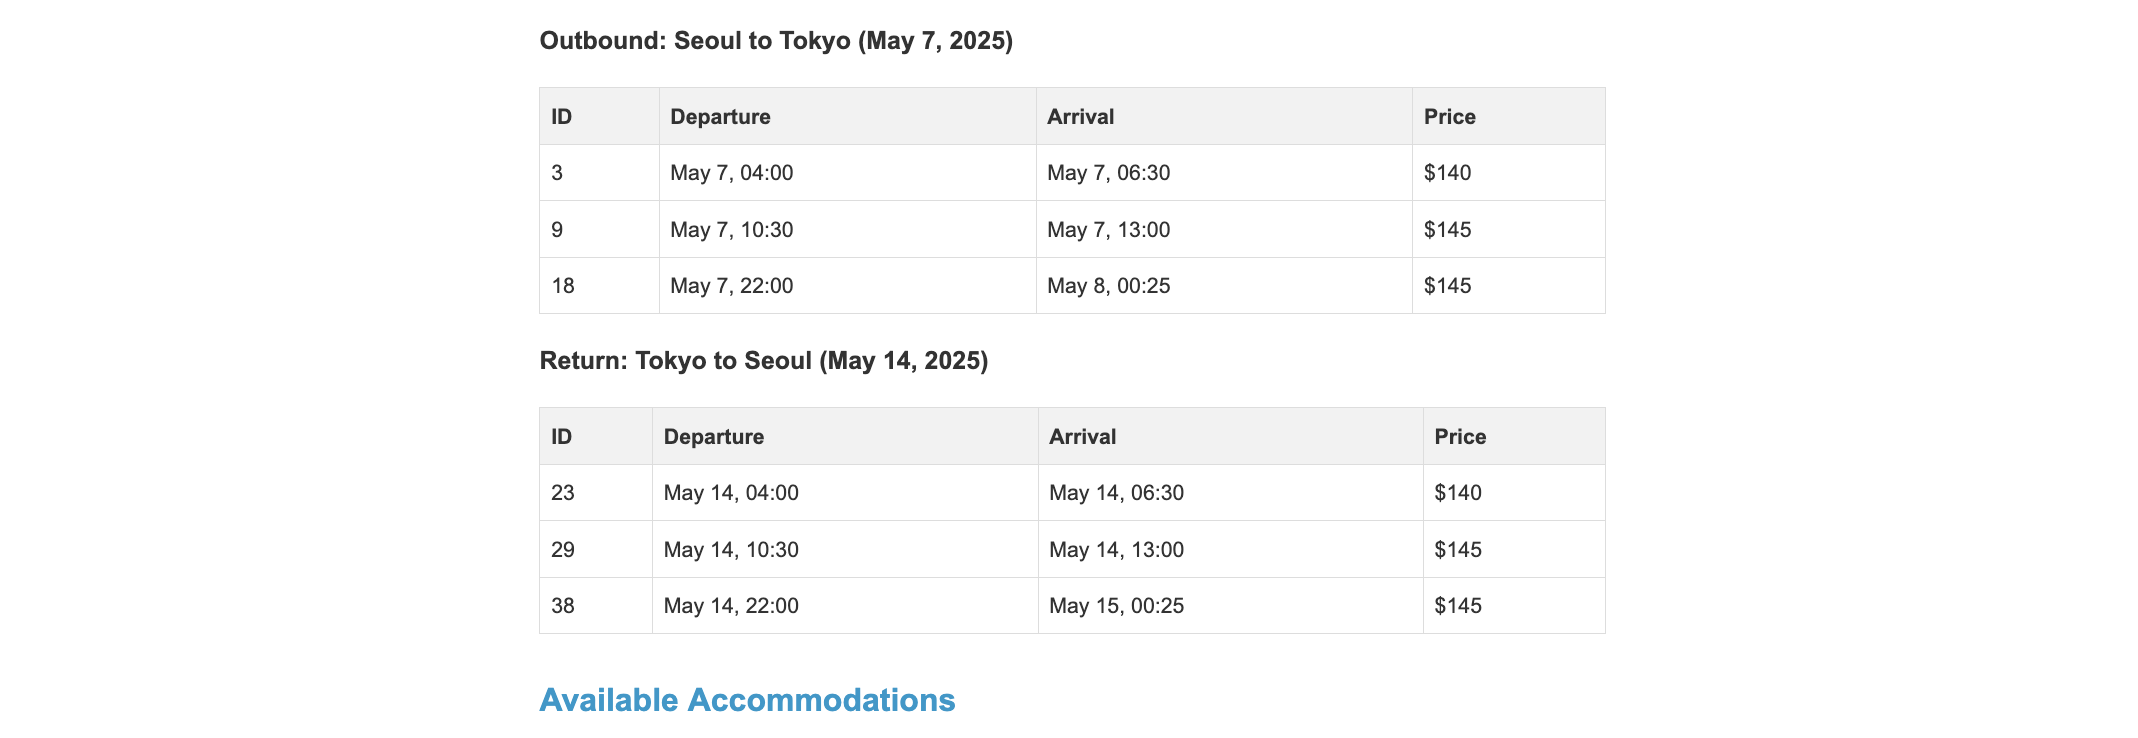 Outbound: Seoul to Tokyo (May 7, 2025)
ID Departure Arrival Price
3 May 7, 04:00 May 7, 06:30 $140
9 May 7, 10:30 May 7, 13:00 $145
18 May 7, 22:00 May 8, 00:25 $145
Return: Tokyo to Seoul (May 14, 2025)
ID Departure Arrival Price
23 May 14, 04:00 May 14, 06:30 $140
29 May 14, 10:30 May 14, 13:00 $145
38 May 14, 22:00 May 15, 00:25 $145
Available Accommodations